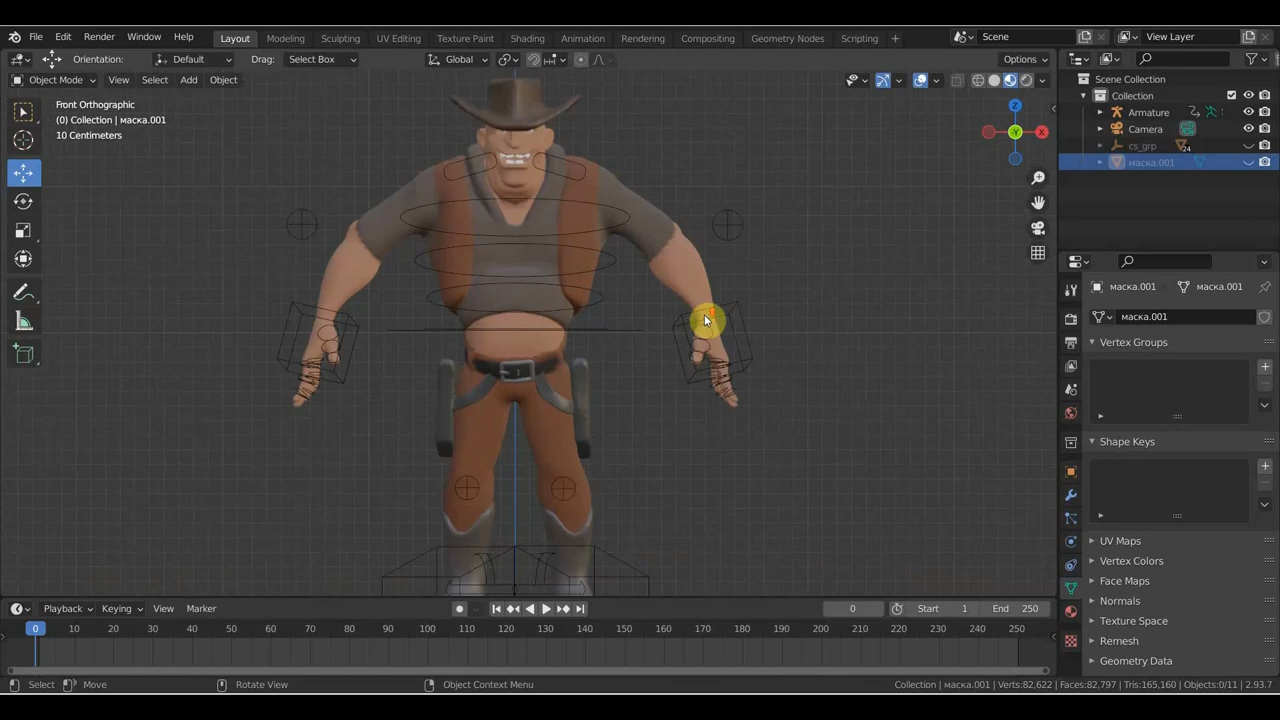 File Edit Render Window Help Layout Modeling Sculpting UV Editing Texture Paint Shading Animation Rendering Compositing Geometry Nodes Scripting + Scene View Layer
Orientation: Default Drag: Select Box Global Options
Object Mode View Select Add Object
Front Orthographic
(0) Collection | маска.001
10 Centimeters
Z
Y
X
Scene Collection
Collection
Armature
Camera
cs_grp 24
маска.001
маска.001 маска.001
маска.001
Vertex Groups
Shape Keys
UV Maps
Vertex Colors
Face Maps
Normals
Texture Space
Remesh
Geometry Data
Playback Keying View Marker 0 Start 1 End 250
0 10 20 30 40 50 60 70 80 90 100 110 120 130 140 150 160 170 180 190 200 210 220 230 240 250
Select Move Rotate View Object Context Menu Collection | маска.001 | Verts:82,622 | Faces:82,797 | Tris:165,160 | Objects:0/11 | 2.93.7